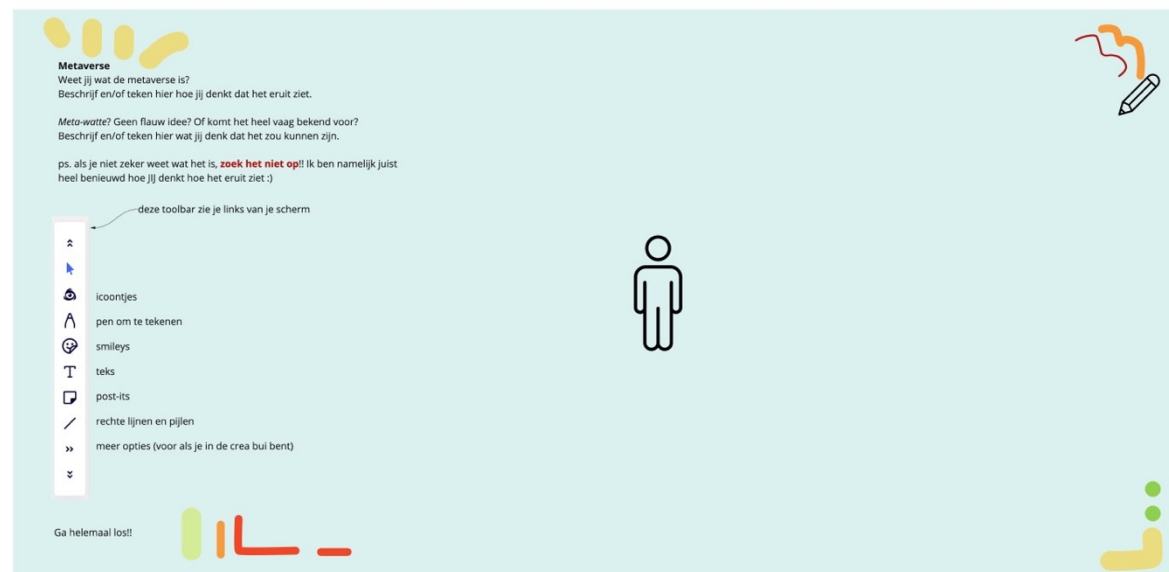 Metaverse
Weet jij wat de metaverse is?
Beschrijf en/of teken hier hoe jij denkt dat het eruit ziet.
Meta-watte? Geen flauw idee? Of komt het heel vaag bekend voor?
Beschrijf en/of teken hier wat jij denk dat het zou kunnen zijn.
ps. als je niet zeker weet wat het is, zoek het niet op!! Ik ben namelijk juist
heel benieuwd hoe JIJ denkt hoe het eruit ziet :)
deze toolbar zie je links van je scherm
icoontjes
pen om te tekenen
smileys
T teks
post-its
rechte lijnen en pijlen
meer opties (voor als je in de crea bui bent)
Ga helemaal los!!